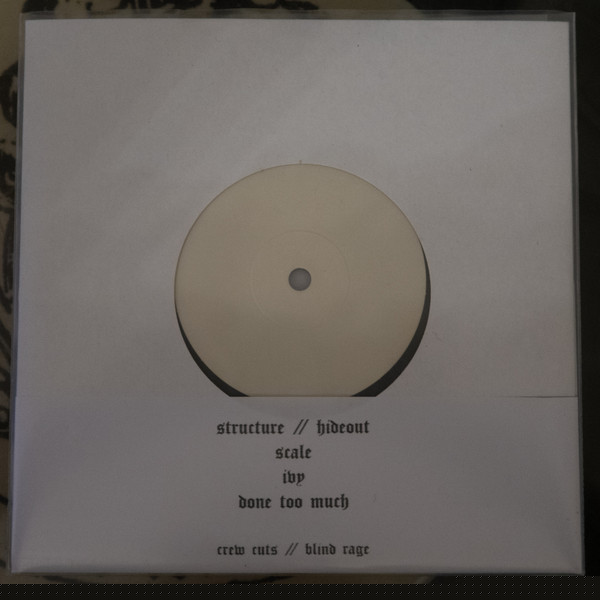 structure // hideout
scale
ivy
done too much
crew cuts // blind rage